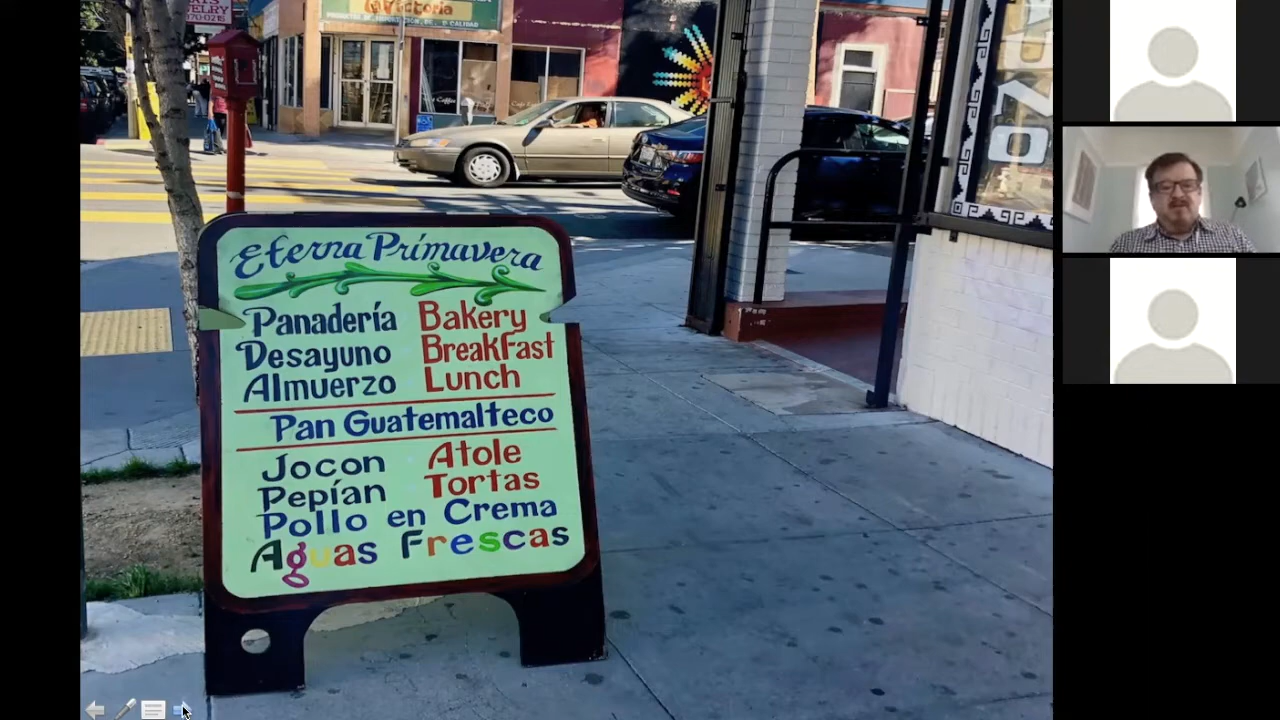 Victoria
Eterna Primavera
Panadería Bakery
Desayuno BreakFast
Almuerzo Lunch
Pan Guatemalteco
Jocon Atole
Pepían Tortas
Pollo en Crema
Aguas Frescas